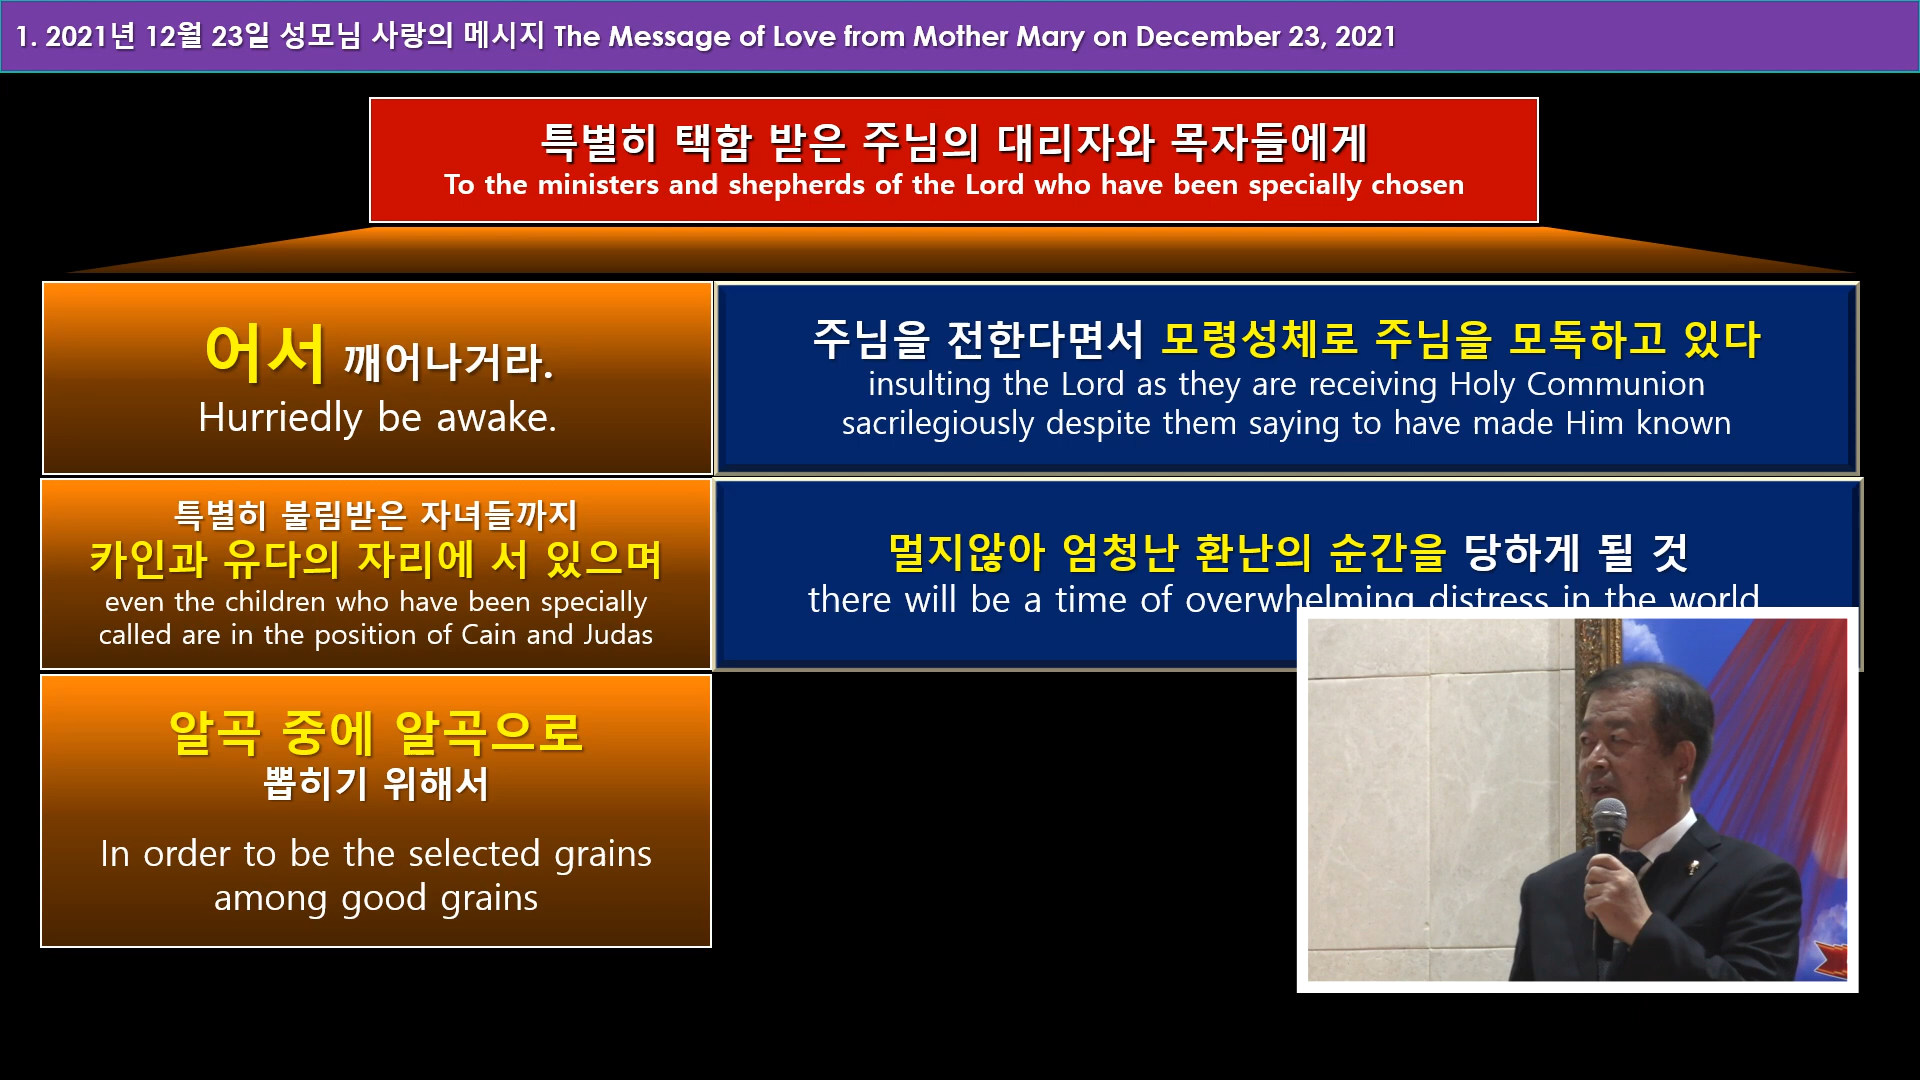 1. 2021년 12월 23일 성모님 사랑의 메시지 The Message of Love from Mother Mary on December 23, 2021
특별히 택함 받은 주님의 대리자와 목자들에게
To the ministers and shepherds of the Lord who have been specially chosen
어서 깨어나거라.
Hurriedly be awake.
주님을 전한다면서 모령성체로 주님을 모독하고 있다
insulting the Lord as they are receiving Holy Communion
sacrilegiously despite them saying to have made Him known
특별히 불림받은 자녀들까지
카인과 유다의 자리에 서 있으며
even the children who have been specially
called are in the position of Cain and Judas
멀지않아 엄청난 환난의 순간을 당하게 될 것
there will be a time of overwhelming distress in the world
알곡 중에 알곡으로
뽑히기 위해서
In order to be the selected grains
among good grains